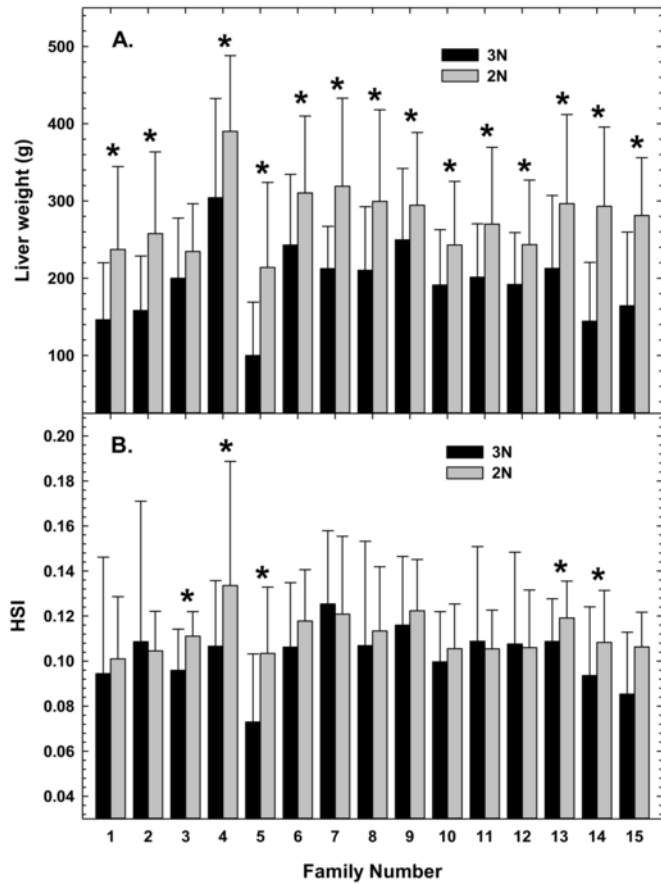 A.
*
3N
2N
500
400
300
200
100
Liver weight (g)
* * * * * * * * * * * * *
B.
*
3N
2N
0.20
0.18
0.16
0.14
0.12
0.10
0.08
0.06
0.04
HSI
* * * *
1 2 3 4 5 6 7 8 9 10 11 12 13 14 15
Family Number